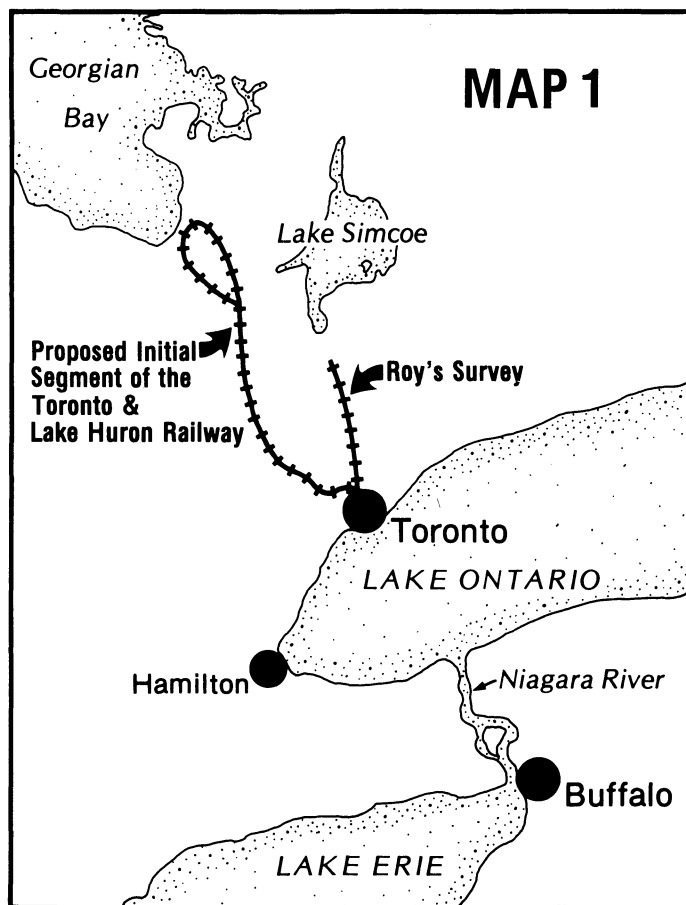 MAP 1
Georgian
Bay
Lake Simcoe
Proposed Initial
Segment of the
Toronto &
Lake Huron Railway
Roy's Survey
Toronto
LAKE ONTARIO
Hamilton
Niagara River
Buffalo
LAKE ERIE